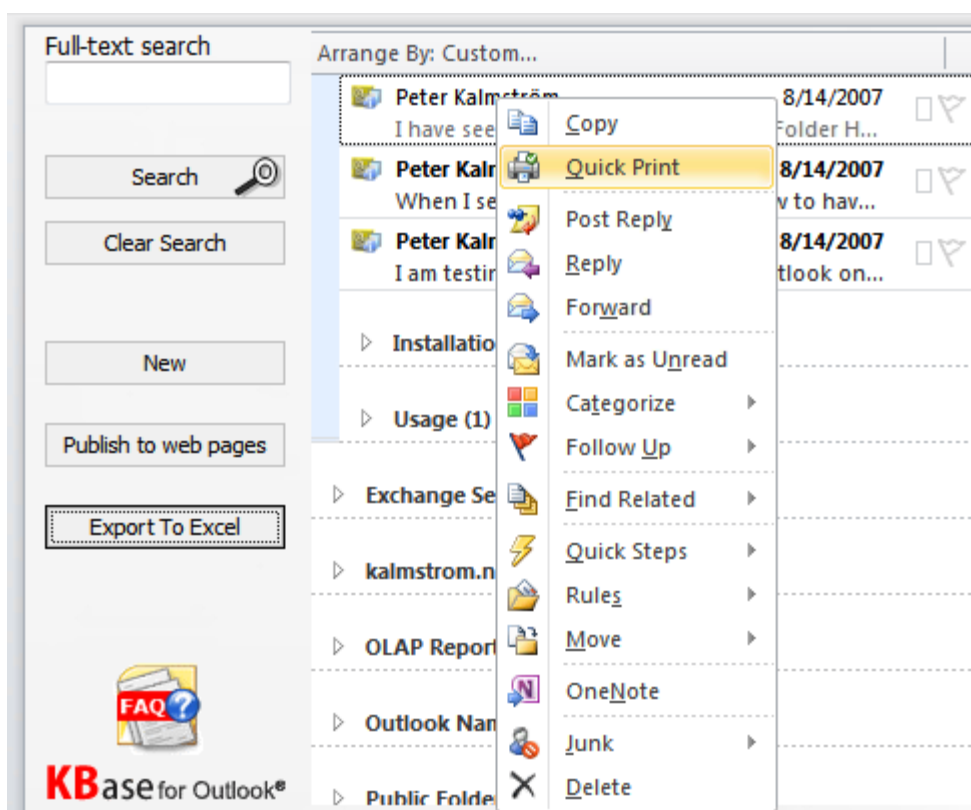 Full-text search
Search
Clear Search
New
Publish to web pages
Export To Excel
FAQ ?
KBase for Outlook®
Arrange By: Custom...
Peter Kalmström 8/14/2007
I have see Folder H...
Peter Kalr 8/14/2007
When I se v to hav...
Peter Kalr 8/14/2007
I am testin tlook on...
Installatio
Usage (1)
Exchange Se
kalmstrom.n
OLAP Report
Outlook Nam
Public Folde
Copy
Quick Print
Post Reply
Reply
Forward
Mark as Unread
Categorize
Follow Up
Find Related
Quick Steps
Rules
Move
OneNote
Junk
Delete